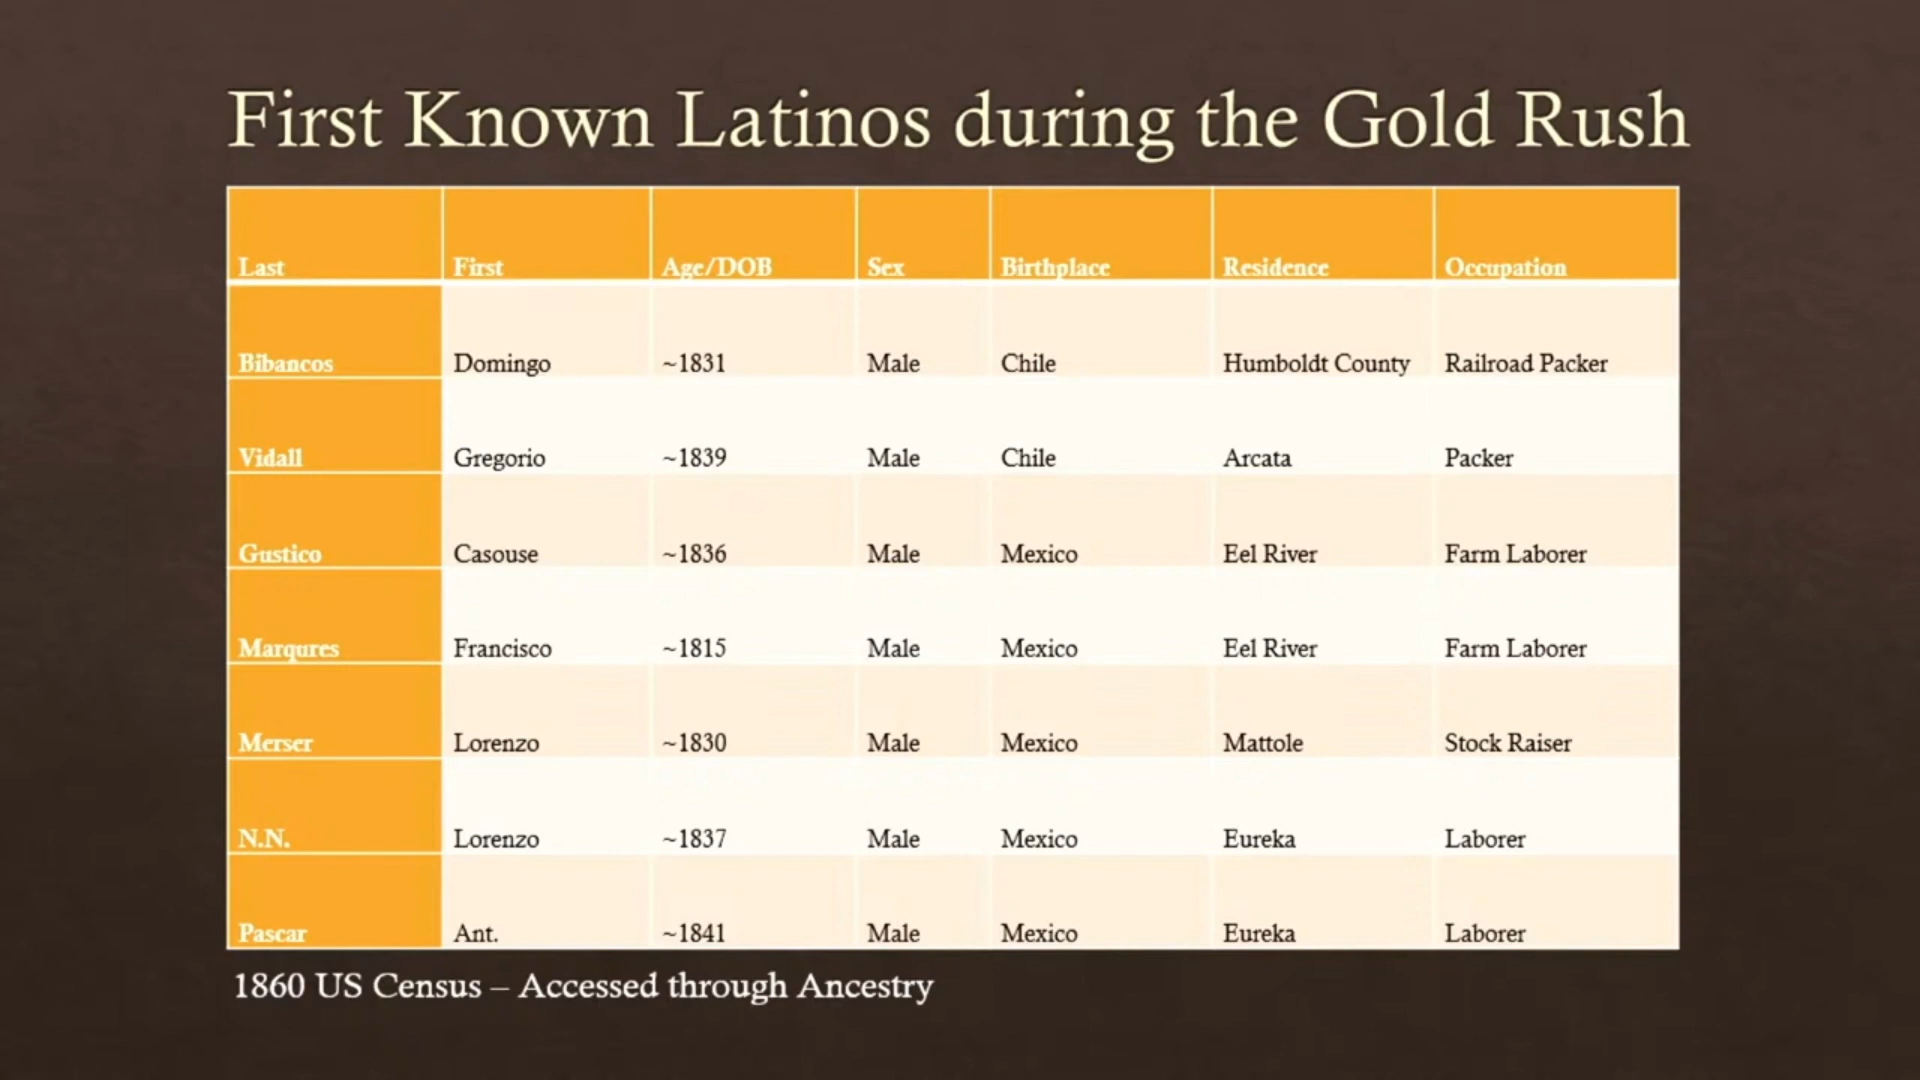 First Known Latinos during the Gold Rush
Last First Age/DOB Sex Birthplace Residence Occupation
Bibancos Domingo ~1831 Male Chile Humboldt County Railroad Packer
Vidall Gregorio ~1839 Male Chile Arcata Packer
Gustico Casouse ~1836 Male Mexico Eel River Farm Laborer
Marqures Francisco ~1815 Male Mexico Eel River Farm Laborer
Merser Lorenzo ~1830 Male Mexico Mattole Stock Raiser
N.N. Lorenzo ~1837 Male Mexico Eureka Laborer
Pascar Ant. ~1841 Male Mexico Eureka Laborer
1860 US Census – Accessed through Ancestry